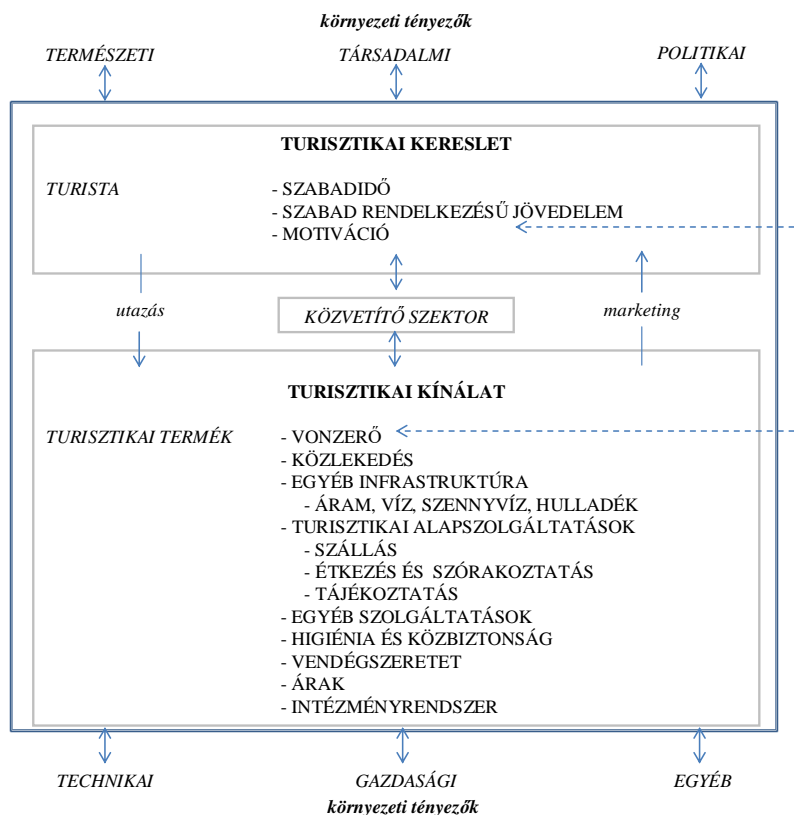 környezeti tényezők
TERMÉSZETI TÁRSADALMI POLITIKAI
TURISZTIKAI KERESLET
TURISTA - SZABADIDŐ
- SZABAD RENDELKEZÉSŰ JÖVEDELEM
- MOTIVÁCIÓ
utazás KÖZVETÍTŐ SZEKTOR marketing
TURISZTIKAI KÍNÁLAT
TURISZTIKAI TERMÉK - VONZERŐ
- KÖZLEKEDÉS
- EGYÉB INFRASTRUKTÚRA
- ÁRAM, VÍZ, SZENNYVÍZ, HULLADÉK
- TURISZTIKAI ALAPSZOLGÁLTATÁSOK
- SZÁLLÁS
- ÉTKEZÉS ÉS SZÓRAKOZTATÁS
- TÁJÉKOZTATÁS
- EGYÉB SZOLGÁLTATÁSOK
- HIGIÉNIA ÉS KÖZBIZTONSÁG
- VENDÉGSZERETET
- ÁRAK
- INTÉZMÉNYRENDSZER
TECHNIKAI GAZDASÁGI EGYÉB
környezeti tényezők